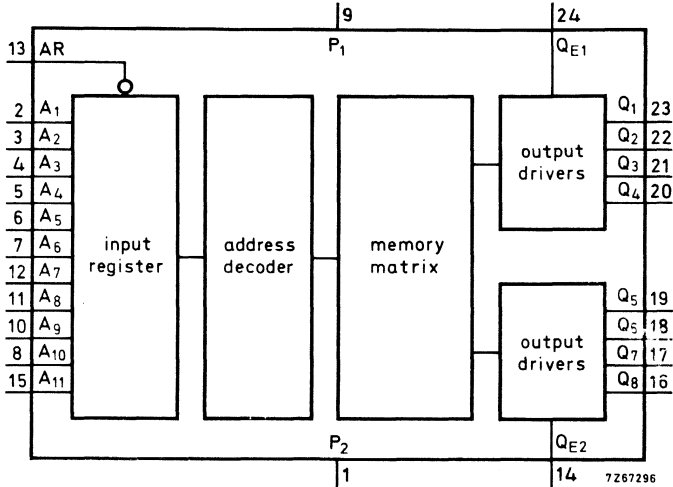 9 24
13 AR P1 QE1
2 A1 Q1 23
3 A2 Q2 22
4 A3 output Q3 21
5 A4 drivers Q4 20
6 A5
7 A6 input address memory
12 A7 register decoder matrix
11 A8 Q5 19
10 A9 Q5 18
8 A10 output Q7 17
15 A11 drivers Q8 16
P2 QE2
1 14 7Z67296